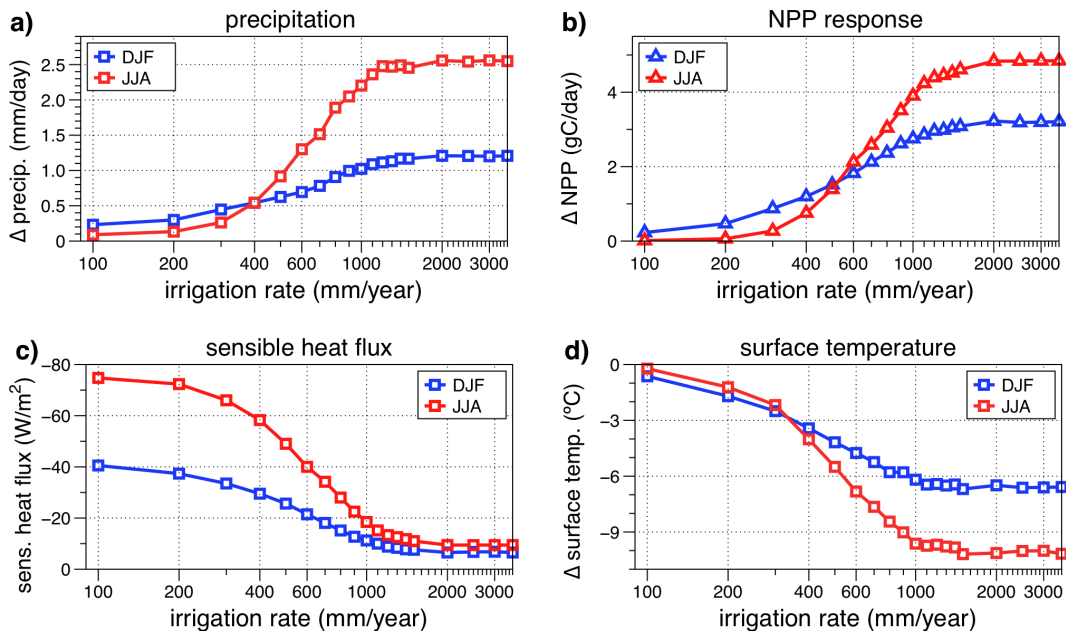 a) precipitation
DJF
JJA
Δ precip. (mm/day)
2.5
2.0
1.5
1.0
0.5
0
100 200 400 600 1000 2000 3000
irrigation rate (mm/year)
b) NPP response
DJF
JJA
Δ NPP (gC/day)
4
2
0
100 200 400 600 1000 2000 3000
irrigation rate (mm/year)
c) sensible heat flux
DJF
JJA
sens. heat flux (W/m²)
−80
−60
−40
−20
0
100 200 400 600 1000 2000 3000
irrigation rate (mm/year)
d) surface temperature
DJF
JJA
Δ surface temp. (ºC)
0
−3
−6
−9
100 200 400 600 1000 2000 3000
irrigation rate (mm/year)